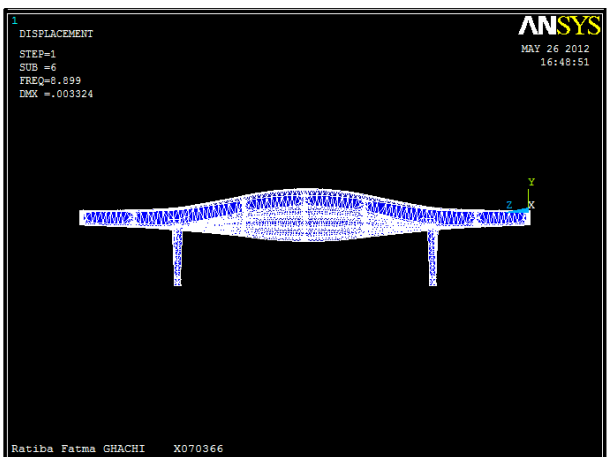 1
DISPLACEMENT
STEP=1
SUB =6
FREQ=8.899
DMX =.003324
ANSYS
MAY 26 2012
16:48:51
Y
Z X
Ratiba Fatma GHACHI X070366